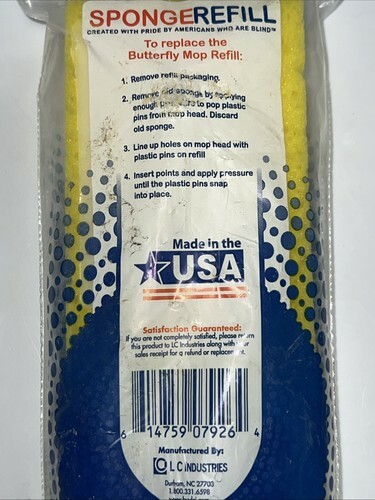 SPONGEREFILL
CREATED WITH PRIDE BY AMERICANS WHO ARE BLIND™
To replace the
Butterfly Mop Refill:
1. Remove refill packaging.
2. Remove old sponge by applying
enough pressure to pop plastic
pins from mop head. Discard
old sponge.
3. Line up holes on mop head with
plastic pins on refill
4. Insert points and apply pressure
until the plastic pins snap
into place.
Made in the
USA
Satisfaction Guaranteed:
If you are not completely satisfied, please return
this product to LC Industries along with your
sales receipt for a refund or replacement.
6 14759 07926 4
Manufactured By:
LC INDUSTRIES
Durham, NC 27703
1.800.331.6598